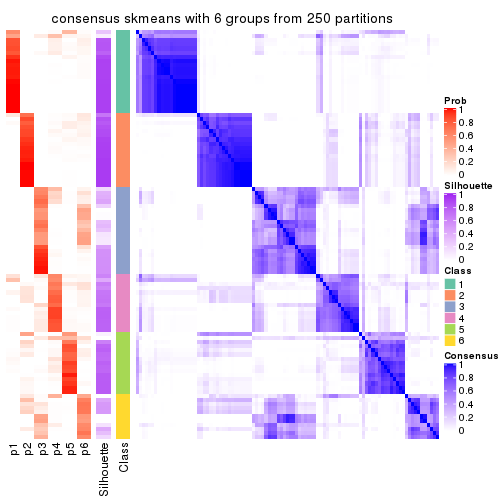 consensus skmeans with 6 groups from 250 partitions
Prob
1
0.8
0.6
0.4
0.2
0
Silhouette
1
0.8
0.6
0.4
0.2
0
Class
1
2
3
4
5
6
Consensus
1
0.8
0.6
0.4
0.2
0
p1
p2
p3
p4
p5
p6
Silhouette
Class